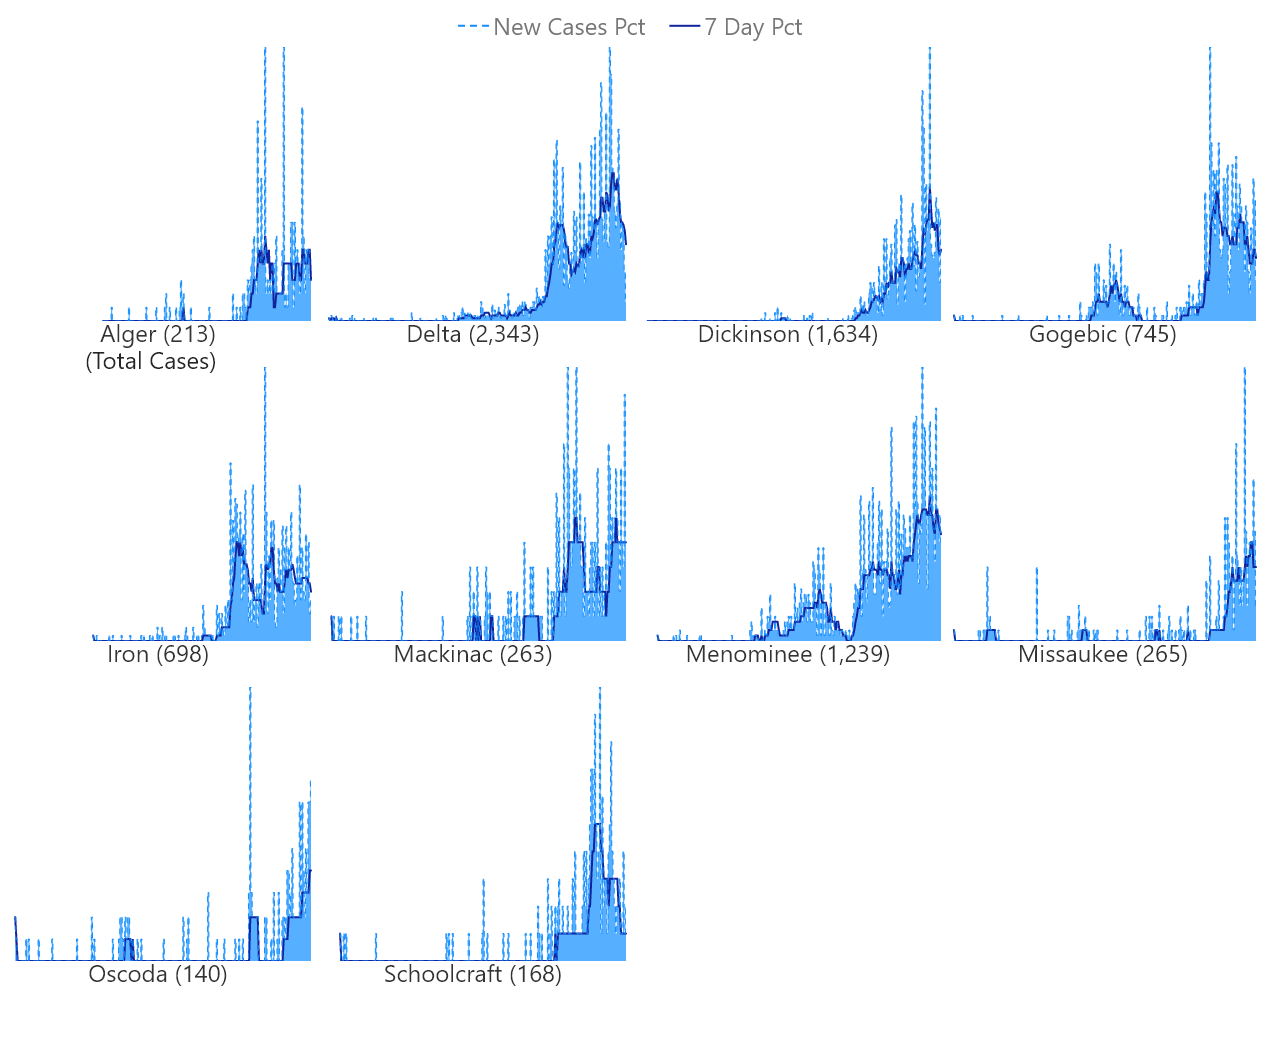 New Cases Pct 7 Day Pct
Alger (213) Delta (2,343) Dickinson (1,634) Gogebic (745)
(Total Cases)
Iron (698) Mackinac (263) Menominee (1,239) Missaukee (265)
Oscoda (140) Schoolcraft (168)